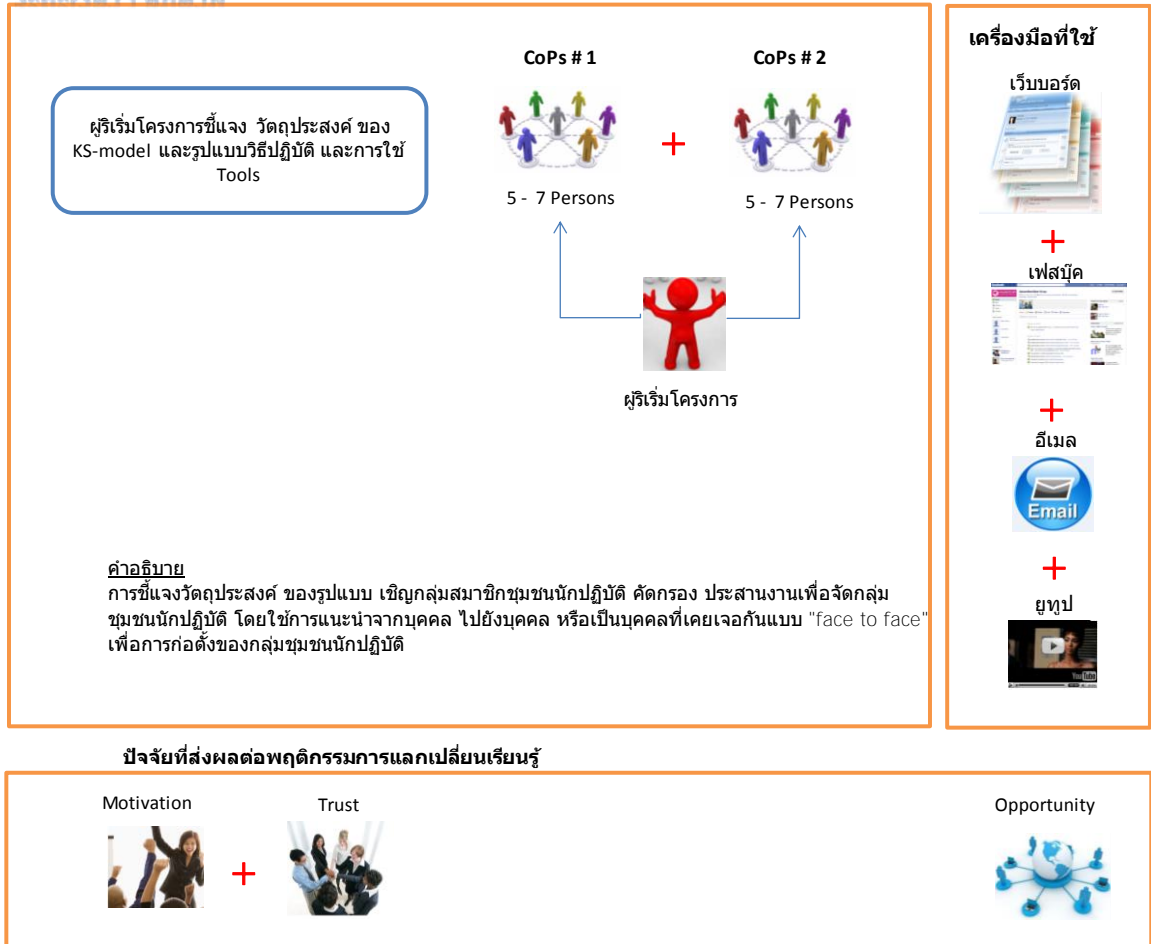 CoPs # 1
CoPs # 2
ผู้ริเริ่มโครงการชี้แจง วัตถุประสงค์ ของ
KS-model และรูปแบบวิธีปฏิบัติ และการใช้
Tools
5 - 7 Persons
5 - 7 Persons
ผู้ริเริ่มโครงการ
คำอธิบาย
การชี้แจงวัตถุประสงค์ ของรูปแบบ เชิญกลุ่มสมาชิกชุมชนนักปฏิบัติ คัดกรอง ประสานงานเพื่อจัดกลุ่ม
ชุมชนนักปฏิบัติ โดยใช้การแนะนำจากบุคคล ไปยังบุคคล หรือเป็นบุคคลที่เคยเจอกันแบบ "face to face"
เพื่อการก่อตั้งของกลุ่มชุมชนนักปฏิบัติ
เครื่องมือที่ใช้
เว็บบอร์ด
+
เฟสบุ๊ค
+
อีเมล
Email
+
ยูทูป
YouTube
ปัจจัยที่ส่งผลต่อพฤติกรรมการแลกเปลี่ยนเรียนรู้
Motivation
+
Trust
Opportunity